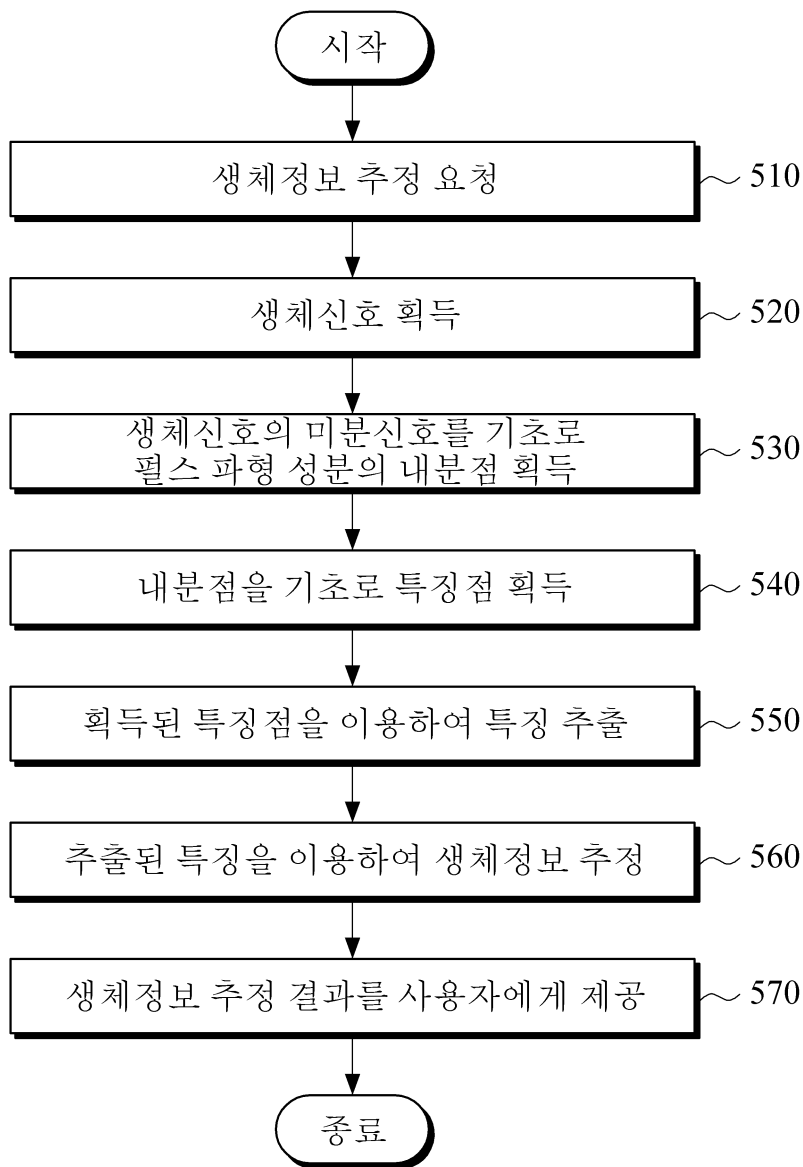 시작
생체정보 추정 요청
510
생체신호 획득
520
생체신호의 미분신호를 기초로
펄스 파형 성분의 내분점 획득
530
내분점을 기초로 특징점 획득
540
획득된 특징점을 이용하여 특징 추출
550
추출된 특징을 이용하여 생체정보 추정
560
생체정보 추정 결과를 사용자에게 제공
570
종료